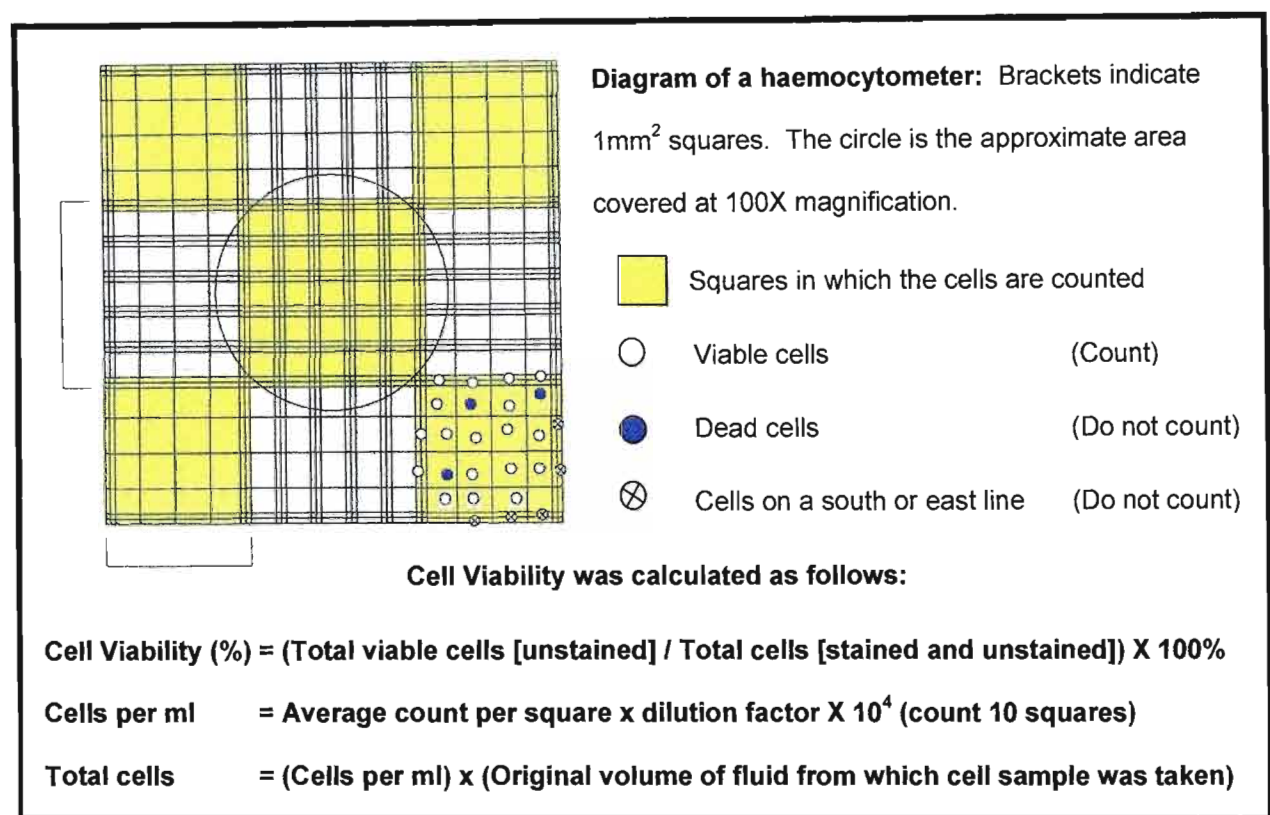 Diagram of a haemocytometer: Brackets indicate
1mm² squares. The circle is the approximate area
covered at 100X magnification.
Squares in which the cells are counted
Viable cells (Count)
Dead cells (Do not count)
Cells on a south or east line (Do not count)
Cell Viability was calculated as follows:
Cell Viability (%) = (Total viable cells [unstained] / Total cells [stained and unstained]) X 100%
Cells per ml = Average count per square x dilution factor X 10⁴ (count 10 squares)
Total cells = (Cells per ml) x (Original volume of fluid from which cell sample was taken)